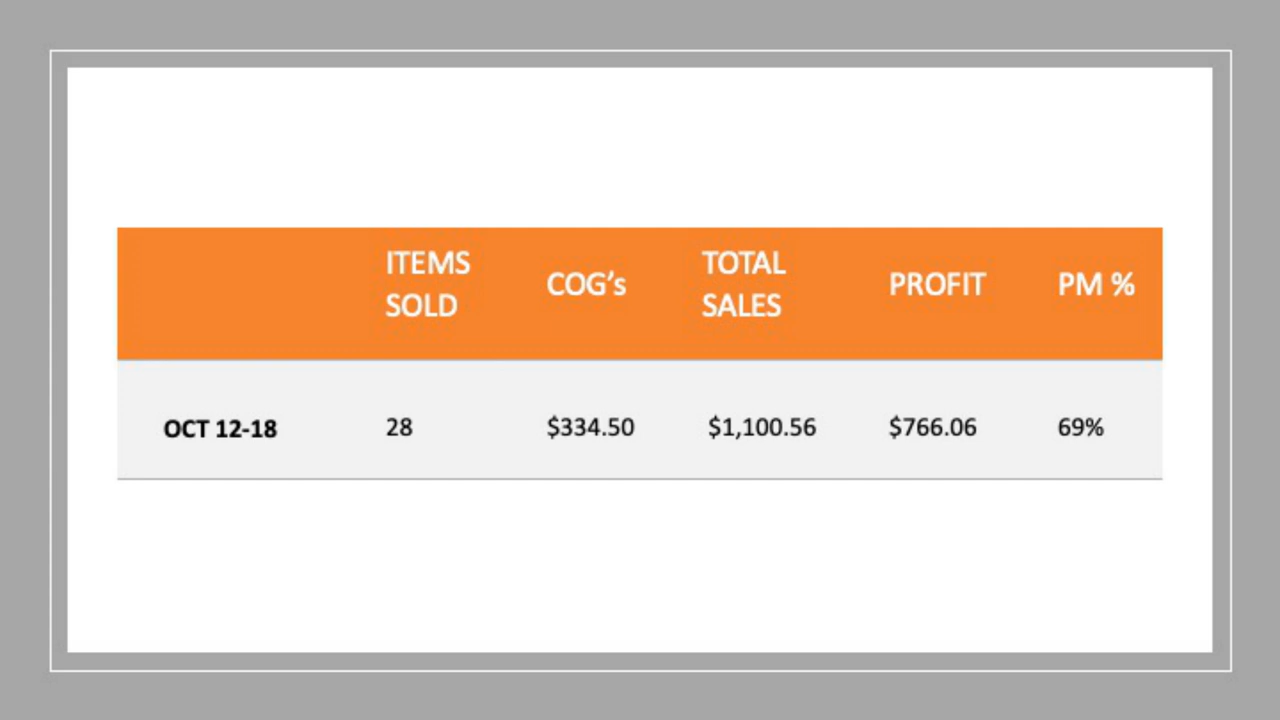 ITEMS SOLD
COG’s
TOTAL SALES
PROFIT
PM %
OCT 12-18
28
$334.50
$1,100.56
$766.06
69%